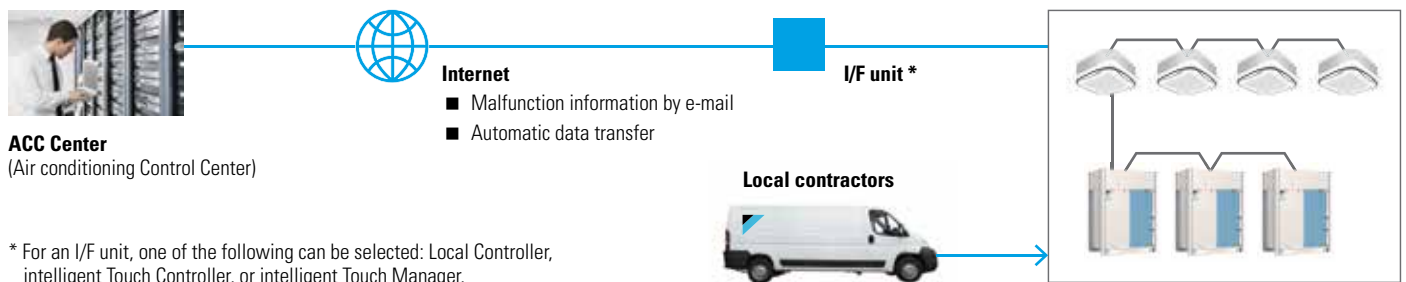 Internet
■ Malfunction information by e-mail
■ Automatic data transfer
I/F unit *
ACC Center
(Air conditioning Control Center)
Local contractors
* For an I/F unit, one of the following can be selected: Local Controller,
intelligent Touch Controller, or intelligent Touch Manager.